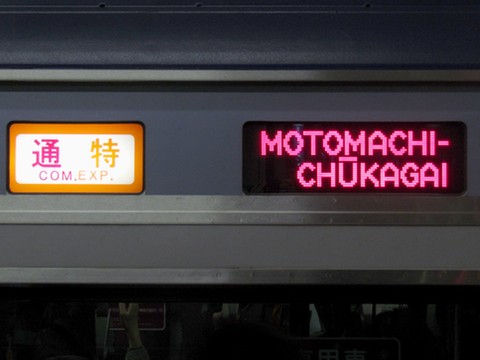 通 特
COM.EXP.
MOTOMACHI-
CHŪKAGAI